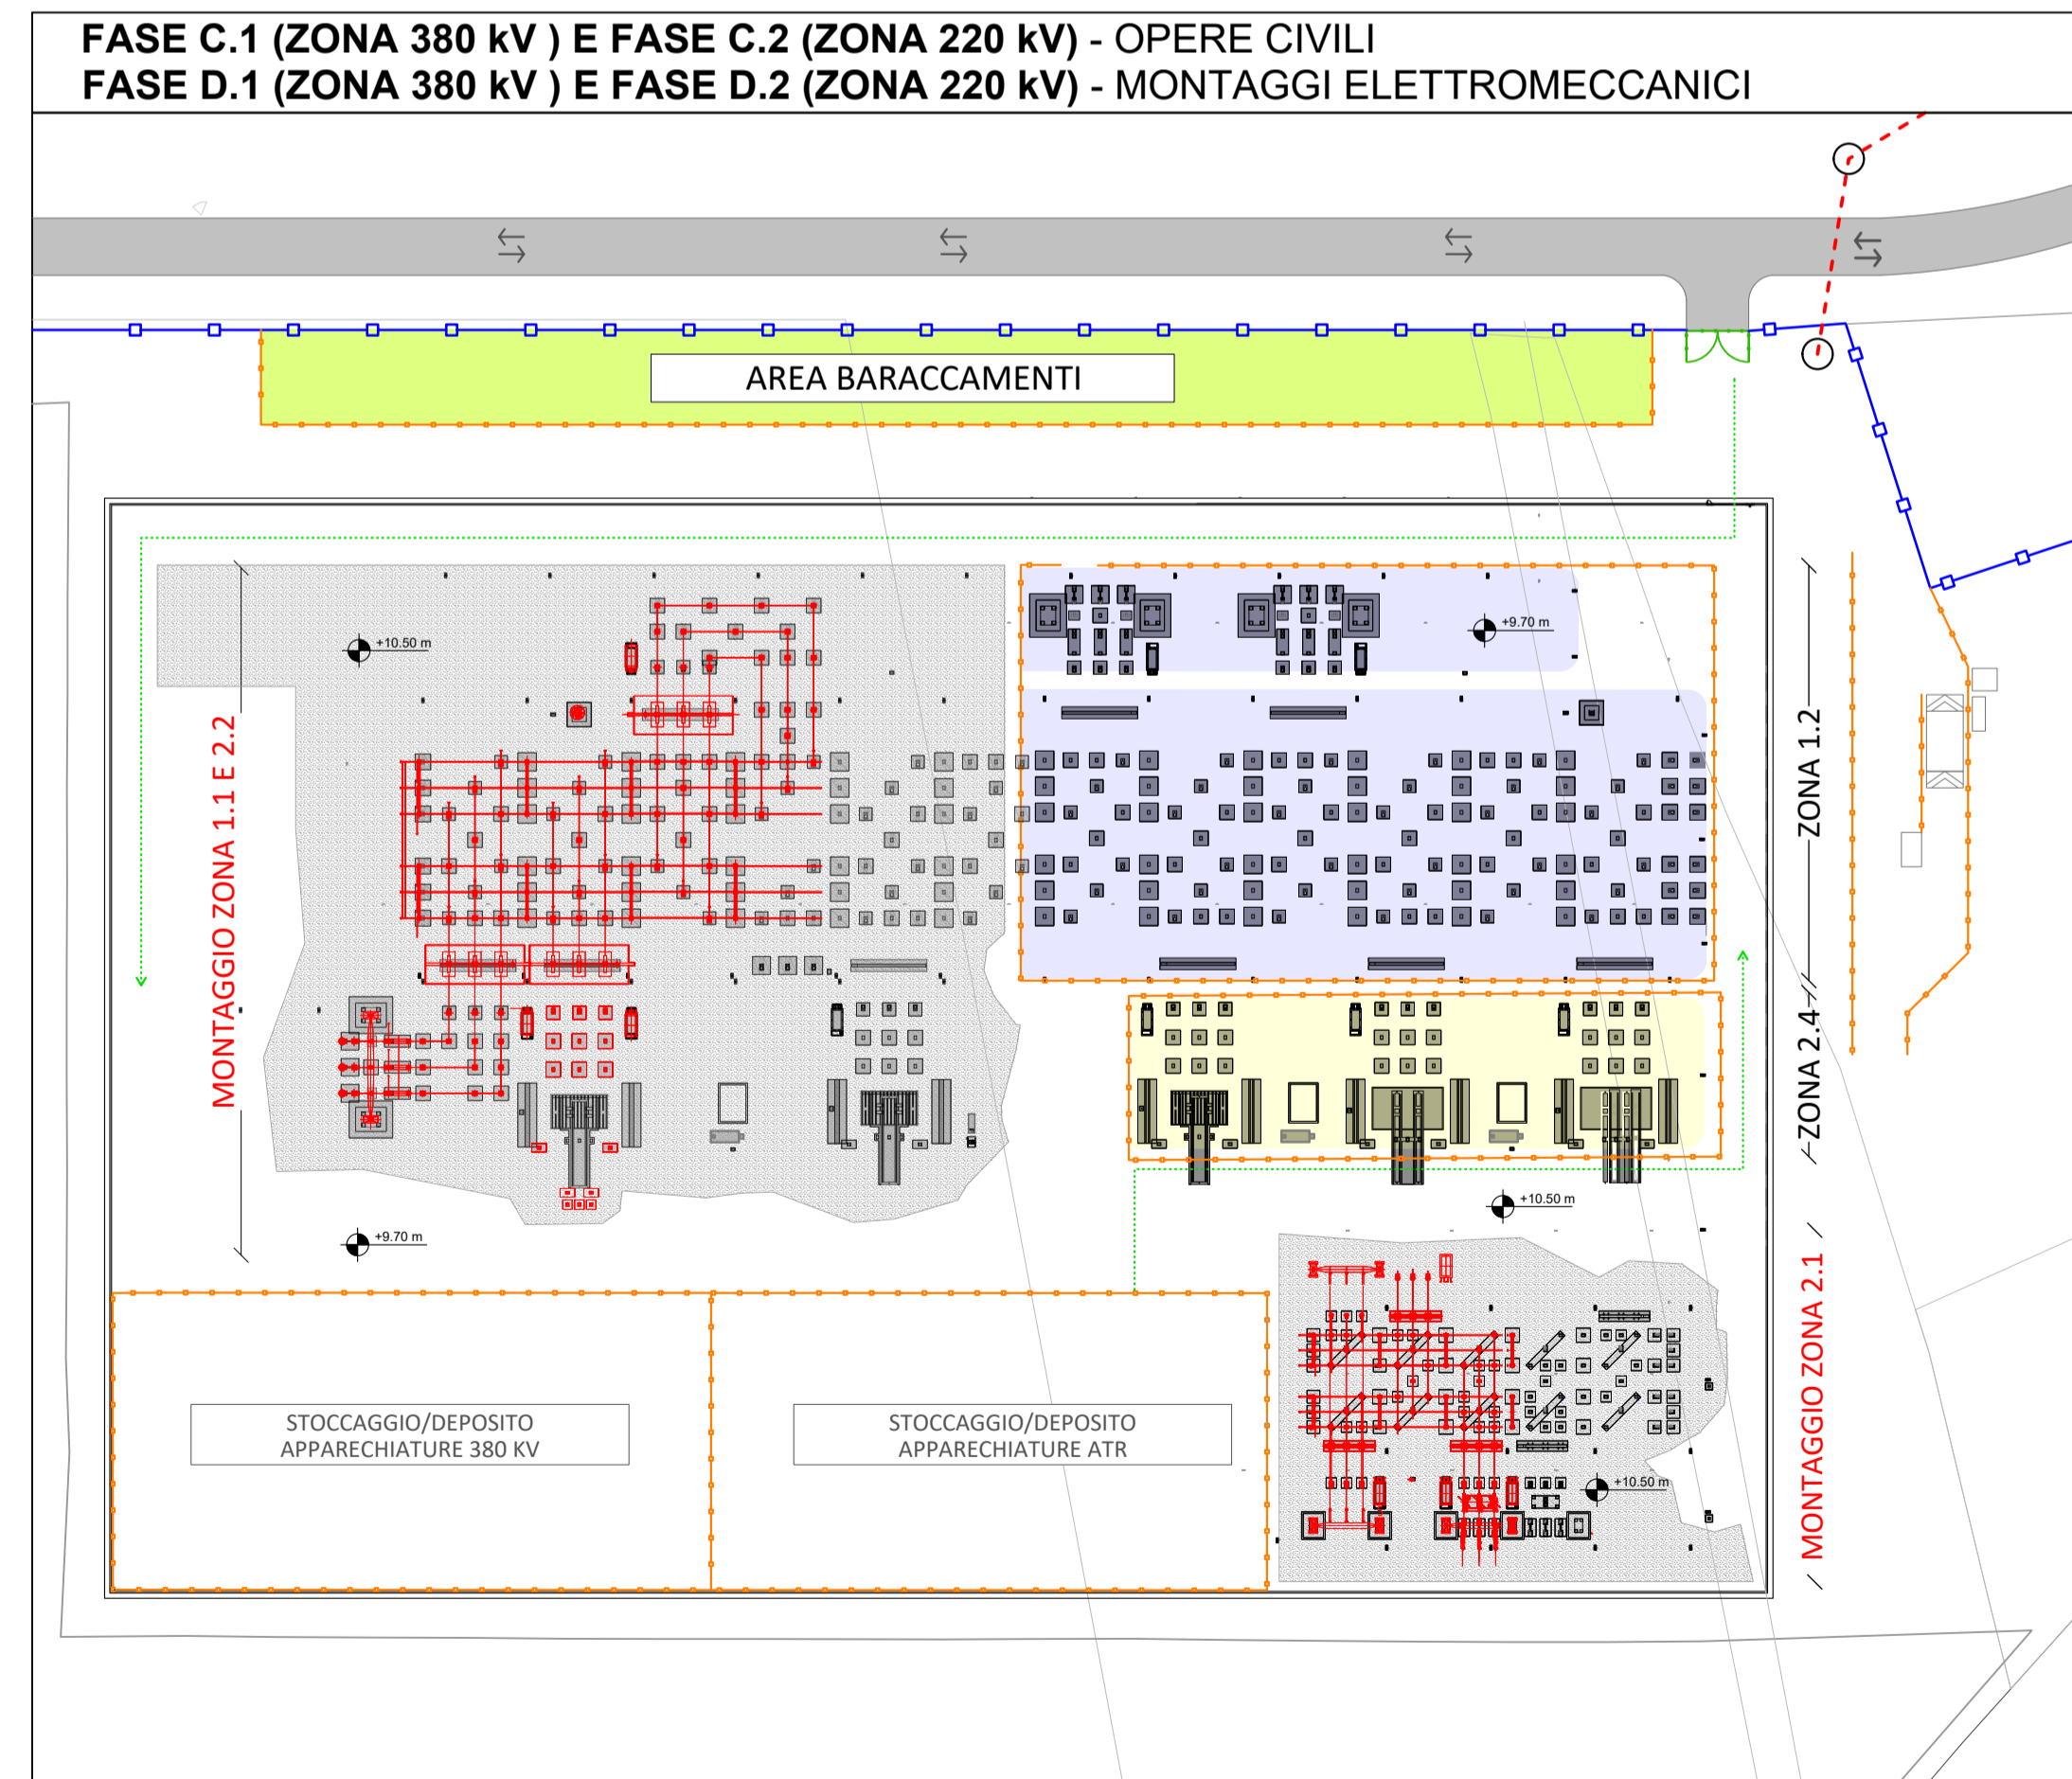 FASE C.1 (ZONA 380 kV ) E FASE C.2 (ZONA 220 kV) - OPERE CIVILI
FASE D.1 (ZONA 380 kV ) E FASE D.2 (ZONA 220 kV) - MONTAGGI ELETTROMECCANICI
AREA BARACCAMENTI
+10.50 m
+9.70 m
MONTAGGIO ZONA 1.1 E 2.2
ZONA 1.2
ZONA 2.4
+10.50 m
+9.70 m
MONTAGGIO ZONA 2.1
STOCCAGGIO/DEPOSITO
APPARECHIATURE 380 KV
STOCCAGGIO/DEPOSITO
APPARECHIATURE ATR
+10.50 m